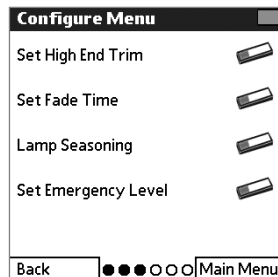 Configure Menu
Set High End Trim
Set Fade Time
Lamp Seasoning
Set Emergency Level
Back Main Menu